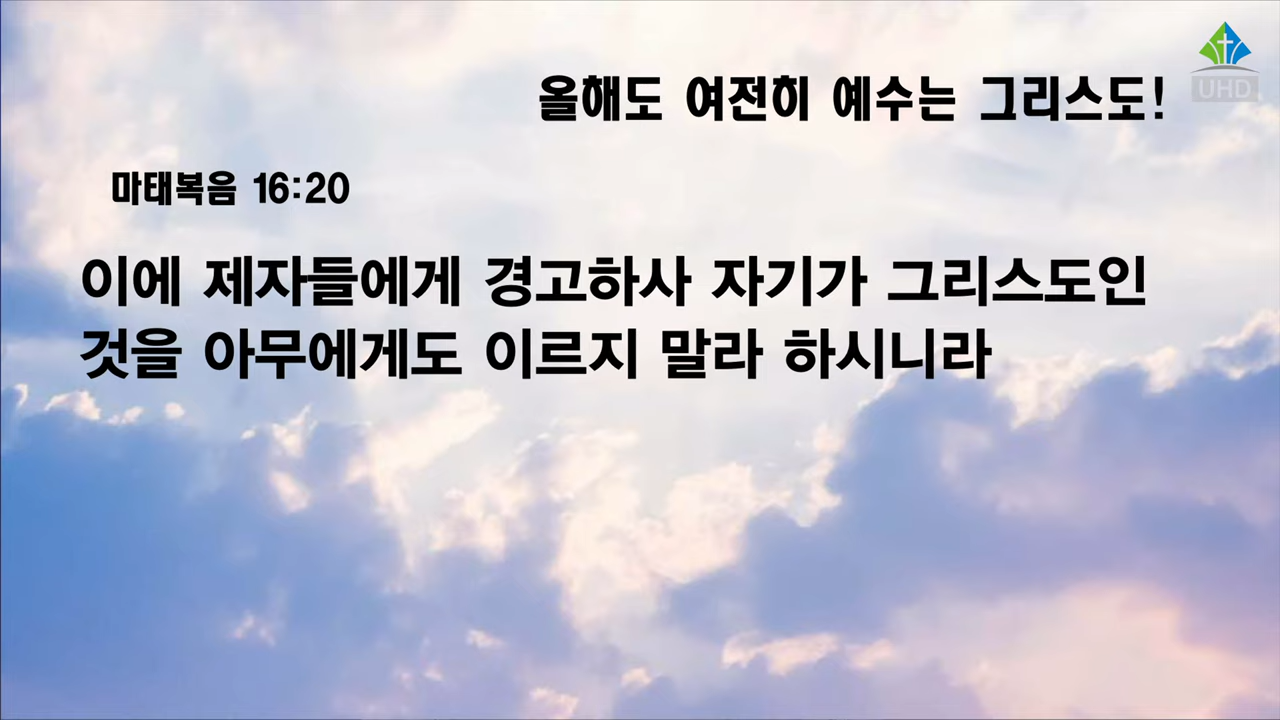 올해도 여전히 예수는 그리스도!
UHD
마태복음 16:20
이에 제자들에게 경고하사 자기가 그리스도인
것을 아무에게도 이르지 말라 하시니라